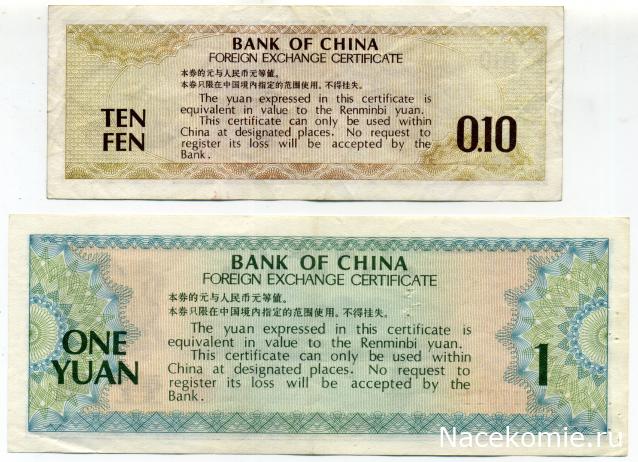 BANK OF CHINA
FOREIGN EXCHANGE CERTIFICATE
本券的元与人民币元等值。
本券只限在中国境内指定的范围使用。不得挂失。
The yuan expressed in this certificate is
equivalent in value to the Renminbi yuan.
This certificate can only be used within
China at designated places. No request to
register its loss will be accepted by the
Bank.
TEN
FEN
0.10
BANK OF CHINA
FOREIGN EXCHANGE CERTIFICATE
本券的元与人民币元等值。
本券只限在中国境内指定的范围使用。不得挂失。
The yuan expressed in this certificate is
equivalent in value to the Renminbi yuan.
This certificate can only be used within
China at designated places. No request to
register its loss will be accepted by the
Bank.
ONE
YUAN
1
Nacekomie.ru